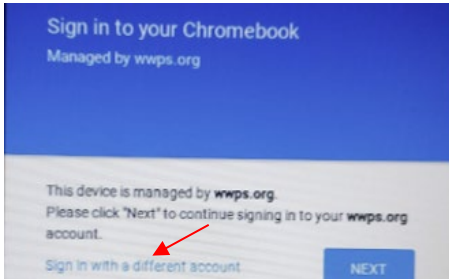 Sign in to your Chromebook
Managed by wwps.org
This device is managed by wwps.org.
Please click "Next" to continue signing in to your wwps.org
account.
Sign in with a different account
NEXT